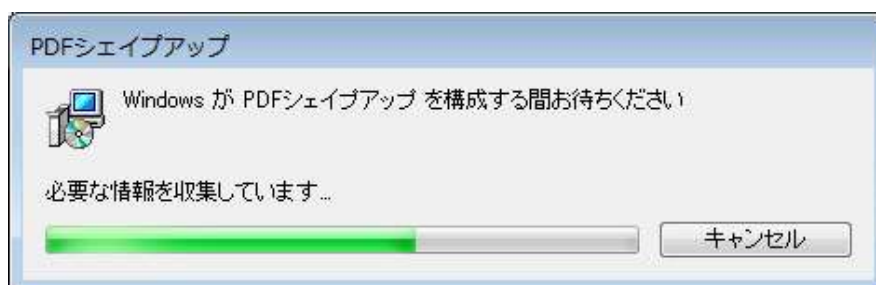 PDFシェイプアップ
Windows が PDFシェイプアップ を構成する間お待ちください
必要な情報を収集しています...
キャンセル